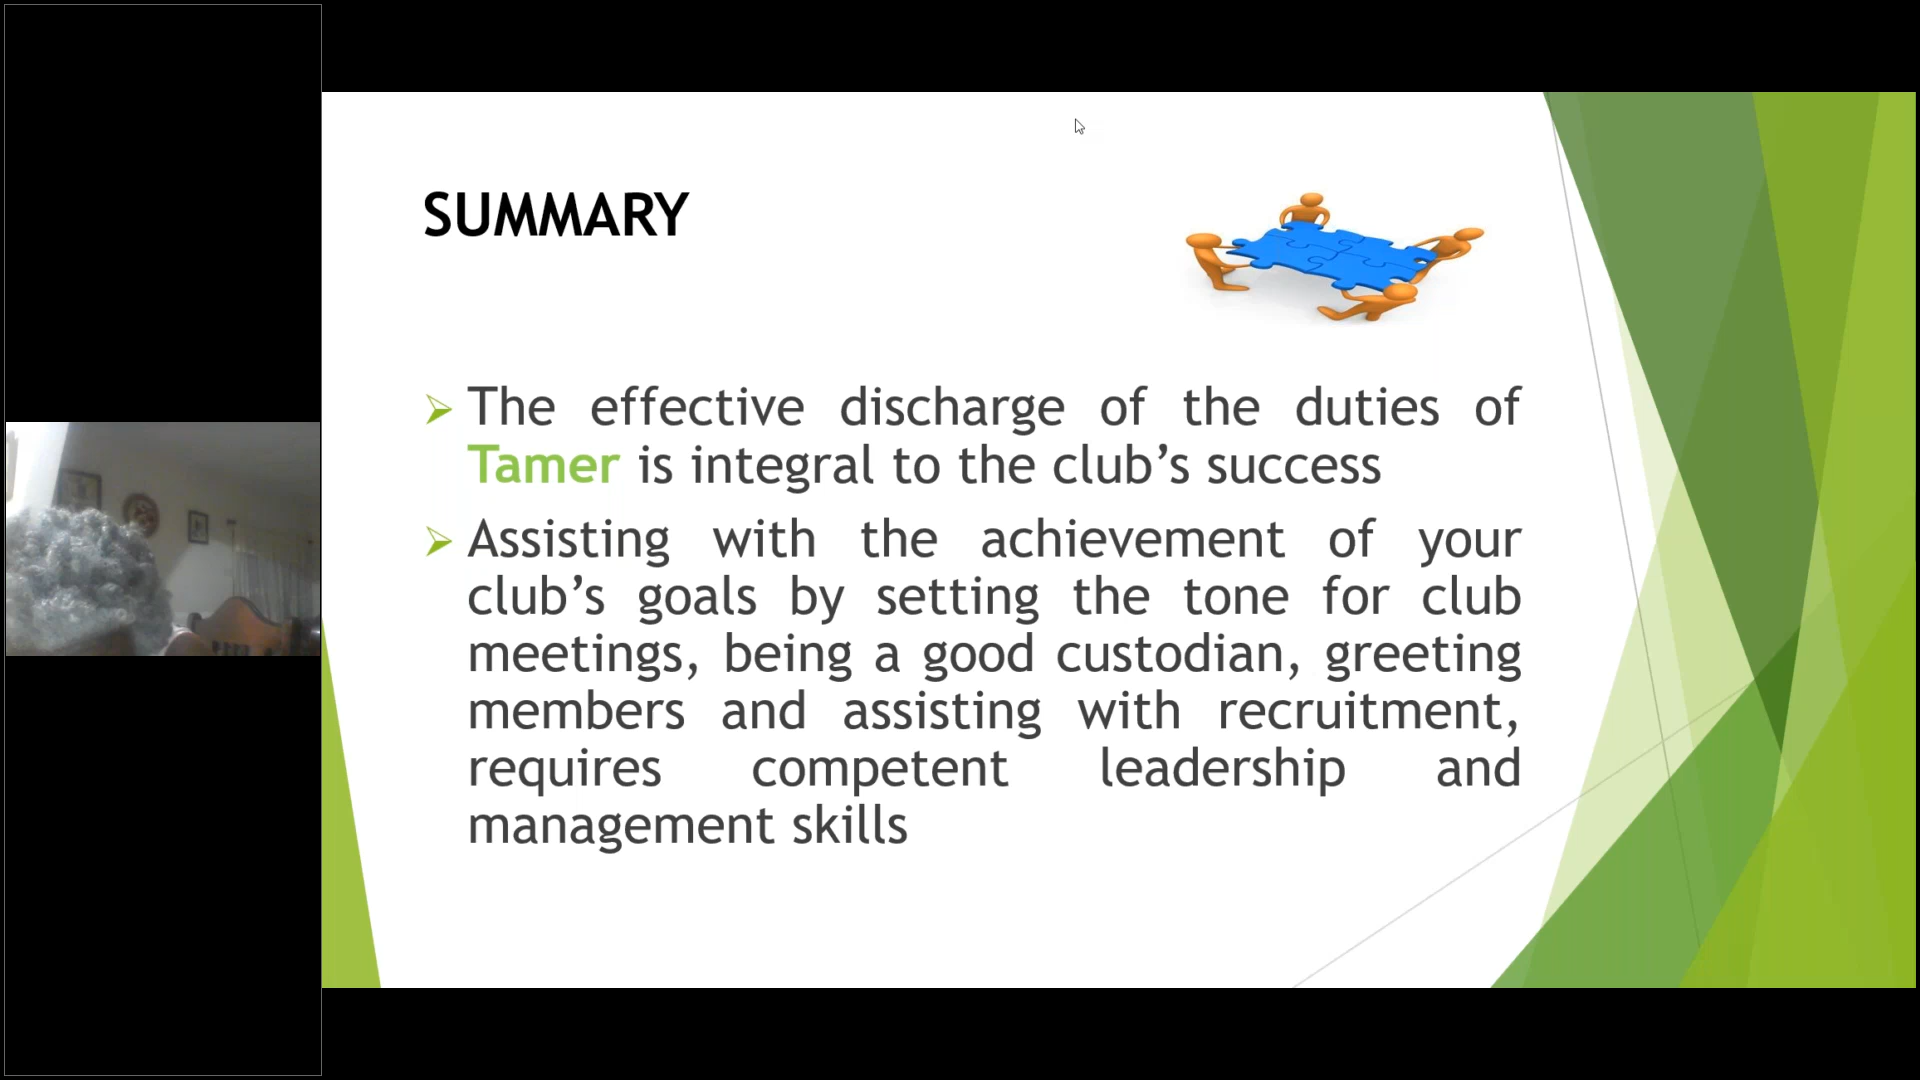 SUMMARY
The effective discharge of the duties of
Tamer is integral to the club’s success
Assisting with the achievement of your
club’s goals by setting the tone for club
meetings, being a good custodian, greeting
members and assisting with recruitment,
requires competent leadership and
management skills